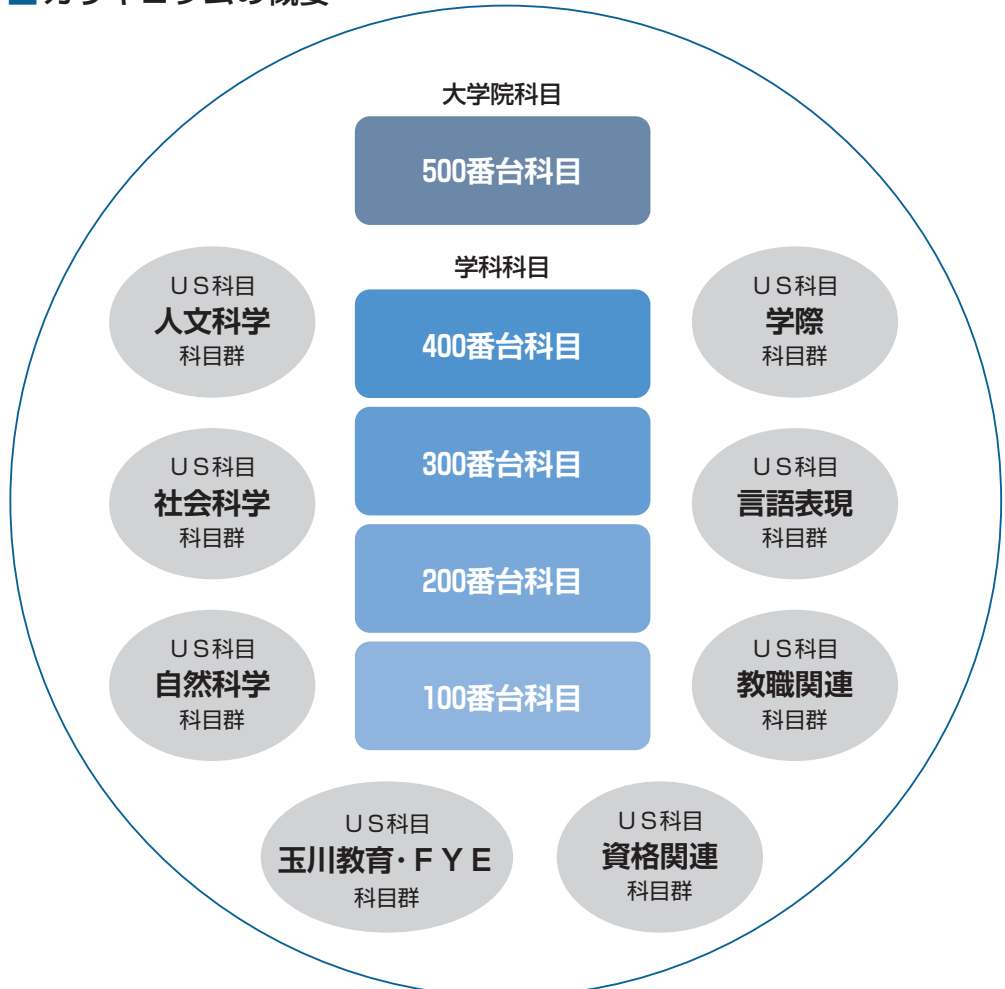 大学院科目
500番台科目
学科科目
400番台科目
300番台科目
200番台科目
100番台科目
US科目
人文科学
科目群
US科目
社会科学
科目群
US科目
自然科学
科目群
US科目
玉川教育・FYE
科目群
US科目
学際
科目群
US科目
言語表現
科目群
US科目
教職関連
科目群
US科目
資格関連
科目群